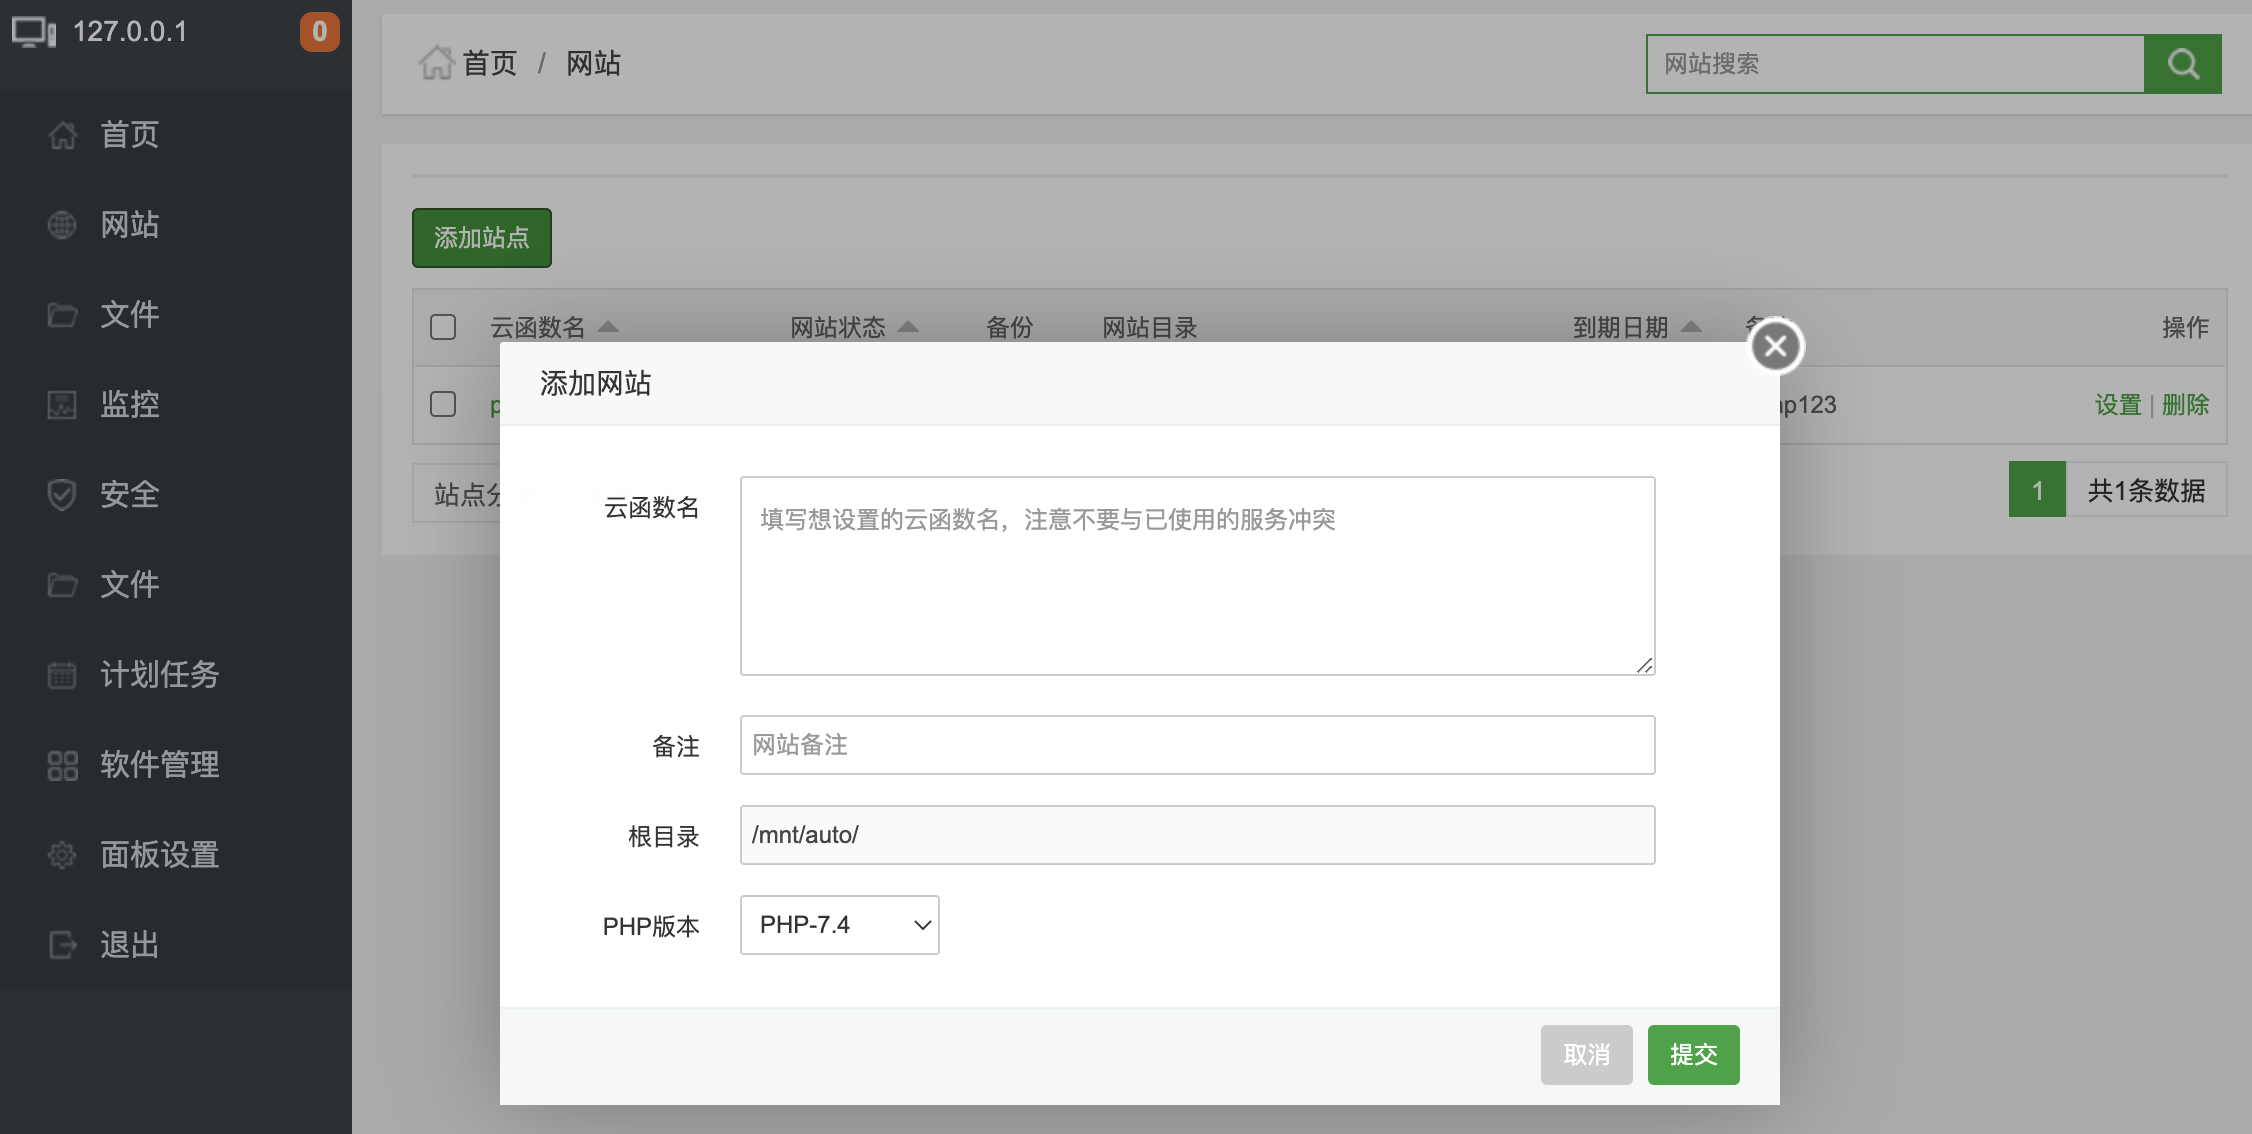 127.0.0.1
0
首页
网站
文件
监控
安全
文件
计划任务
软件管理
面板设置
退出
首页 / 网站
网站搜索
添加站点
云函数名 网站状态 备份 网站目录 到期日期 操作
设置 | 删除
站点
1 共1条数据
添加网站
云函数名
填写想设置的云函数名，注意不要与已使用的服务冲突
备注
网站备注
根目录
/mnt/auto/
PHP版本
PHP-7.4
取消
提交